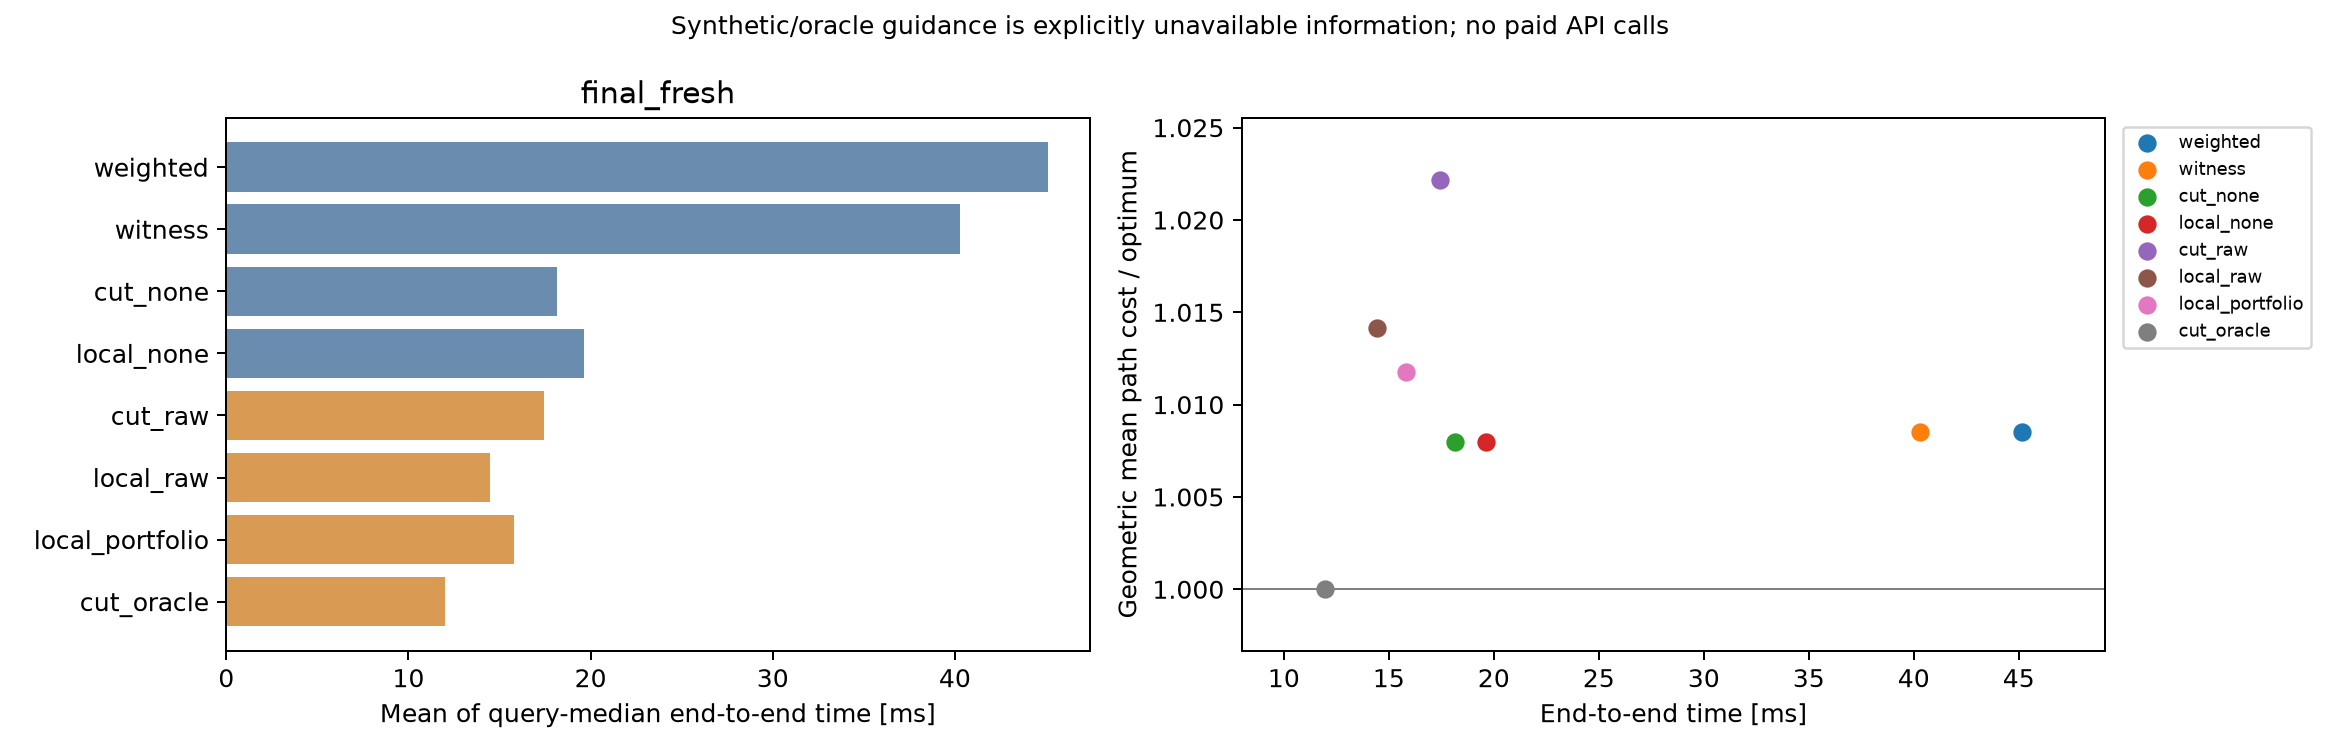 Synthetic/oracle guidance is explicitly unavailable information; no paid API calls
final_fresh
weighted
witness
cut_none
local_none
cut_raw
local_raw
local_portfolio
cut_oracle
0 10 20 30 40
Mean of query-median end-to-end time [ms]
Geometric mean path cost / optimum
1.025
1.020
1.015
1.010
1.005
1.000
10 15 20 25 30 35 40 45
End-to-end time [ms]
weighted
witness
cut_none
local_none
cut_raw
local_raw
local_portfolio
cut_oracle